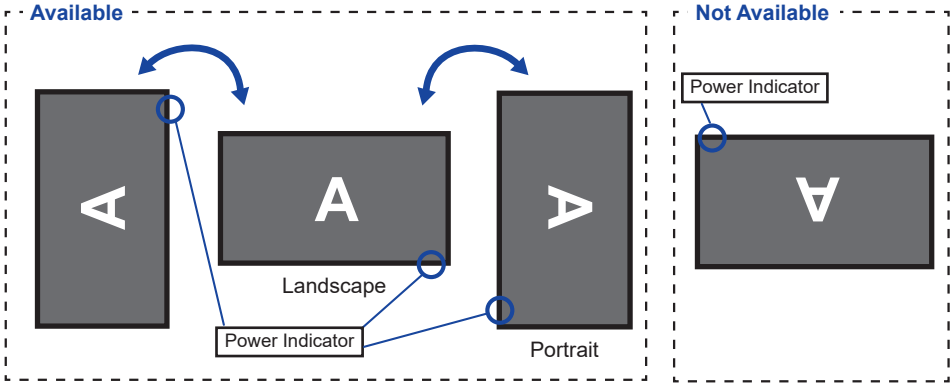 Available
Not Available
Power Indicator
A
A
A
A
Landscape
Power Indicator
Portrait